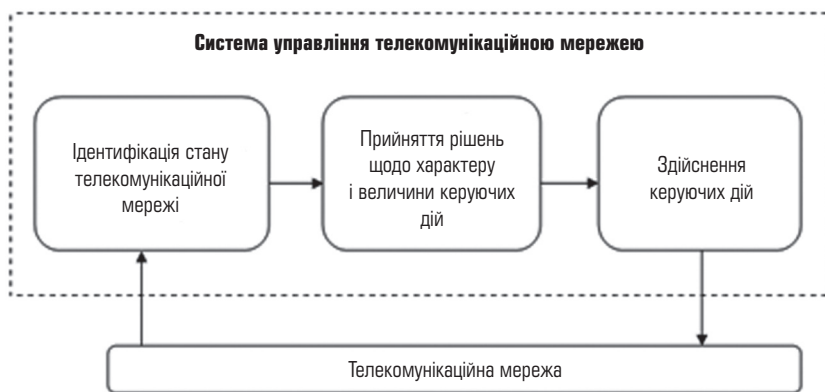 Система управління телекомунікаційною мережею
Ідентифікація стану
телекомунікаційної
мережі
Прийняття рішень
щодо характеру
і величини керуючих
дій
Здійснення
керуючих дій
Телекомунікаційна мережа